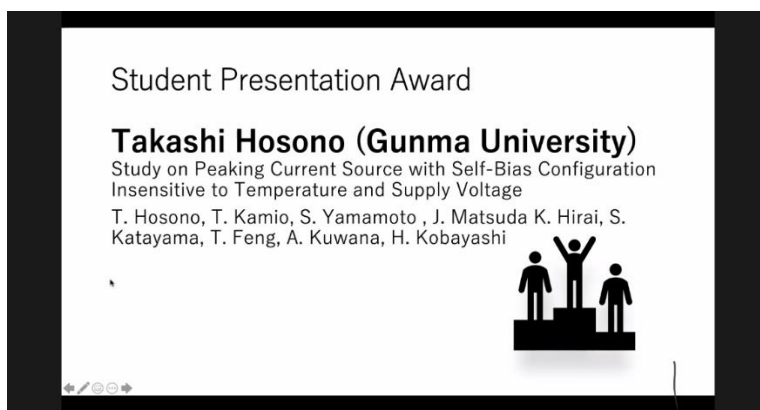 Student Presentation Award
Takashi Hosono (Gunma University)
Study on Peaking Current Source with Self-Bias Configuration
Insensitive to Temperature and Supply Voltage
T. Hosono, T. Kamio, S. Yamamoto , J. Matsuda K. Hirai, S.
Katayama, T. Feng, A. Kuwana, H. Kobayashi